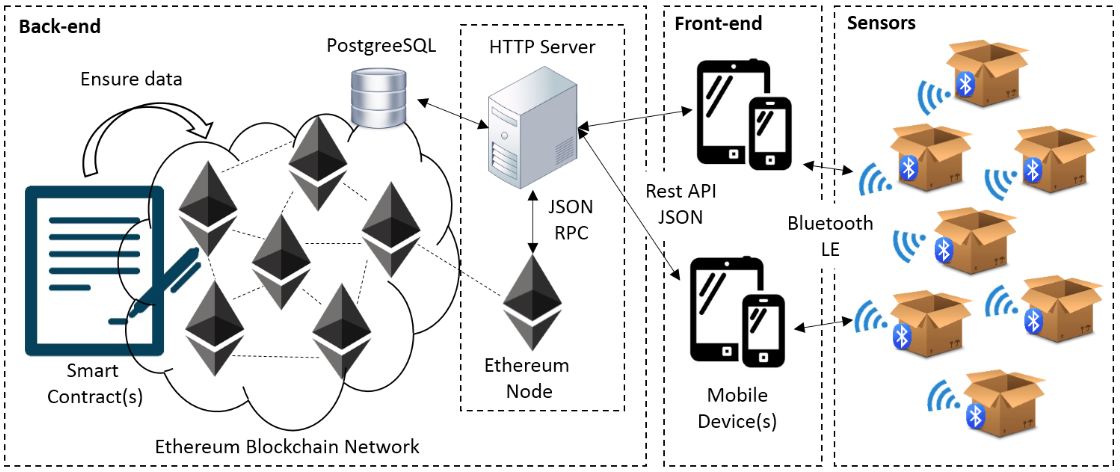 Back-end
Front-end
Sensors
PostgreeSQL
HTTP Server
Ensure data
JSON
RPC
Rest API
JSON
Bluetooth
LE
Smart
Contract(s)
Ethereum
Node
Mobile
Device(s)
Ethereum Blockchain Network